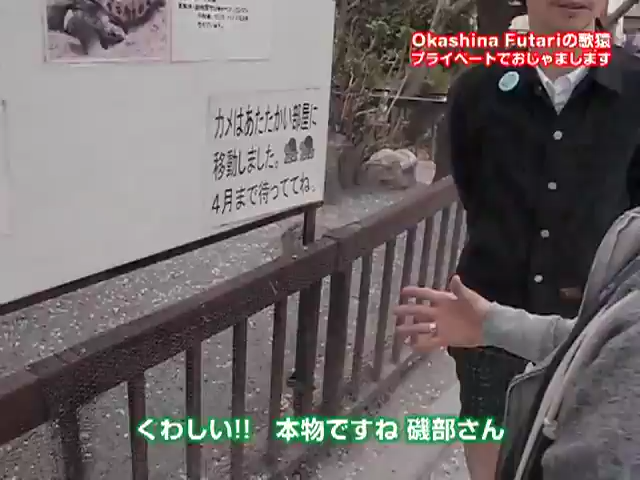 Okashina Futariの歌猿
プライベートでおじゃまします
カメはあたたかい部屋に
移動しました。
4月まで待っててね。
くわしい!! 本物ですね 磯部さん